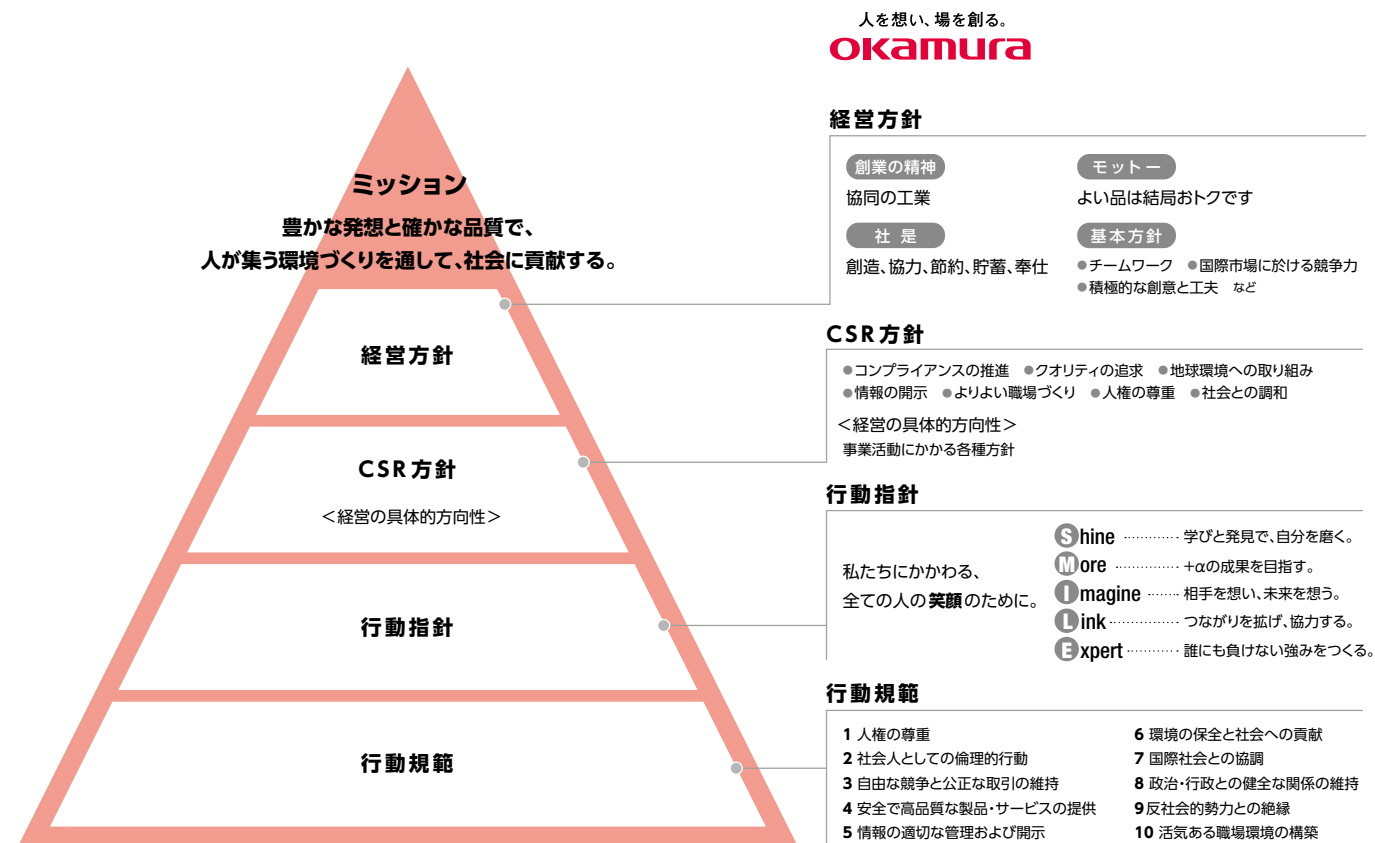 人を想い、場を創る。
okamura
ミッション
豊かな発想と確かな品質で、
人が集う環境づくりを通して、社会に貢献する。
経営方針
CSR方針
＜経営の具体的方向性＞
行動指針
行動規範
経営方針
創業の精神
協同の工業
モットー
よい品は結局おトクです
社是
創造、協力、節約、貯蓄、奉仕
基本方針
●チームワーク ●国際市場に於ける競争力
●積極的な創意と工夫 など
CSR方針
●コンプライアンスの推進 ●クオリティの追求 ●地球環境への取り組み
●情報の開示 ●よりよい職場づくり ●人権の尊重 ●社会との調和
＜経営の具体的方向性＞
事業活動にかかる各種方針
行動指針
私たちにかかわる、
全ての人の笑顔のために。
Shine ………… 学びと発見で、自分を磨く。
More ………… +αの成果を目指す。
Imagine ……… 相手を想い、未来を想う。
Link ………… つながりを拡げ、協力する。
Expert ………… 誰にも負けない強みをつくる。
行動規範
1 人権の尊重
2 社会人としての倫理的行動
3 自由な競争と公正な取引の維持
4 安全で高品質な製品・サービスの提供
5 情報の適切な管理および開示
6 環境の保全と社会への貢献
7 国際社会との協調
8 政治・行政との健全な関係の維持
9 反社会的勢力との絶縁
10 活気ある職場環境の構築